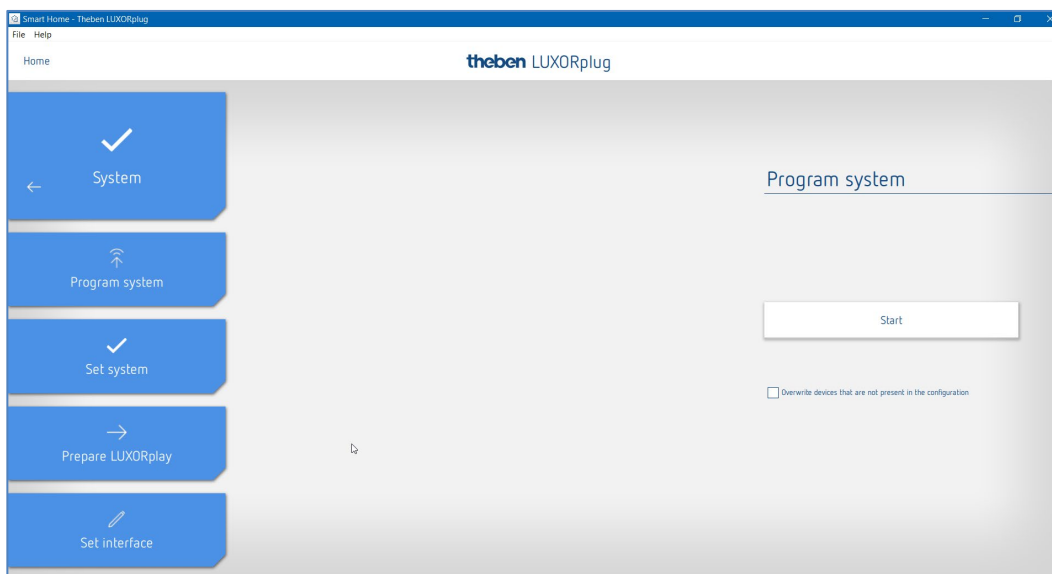 Smart Home - Theben LUXORplug
File Help
Home
theben LUXORplug
System
Program system
Set system
Prepare LUXORplay
Set interface
Program system
Start
Overwrite devices that are not present in the configuration